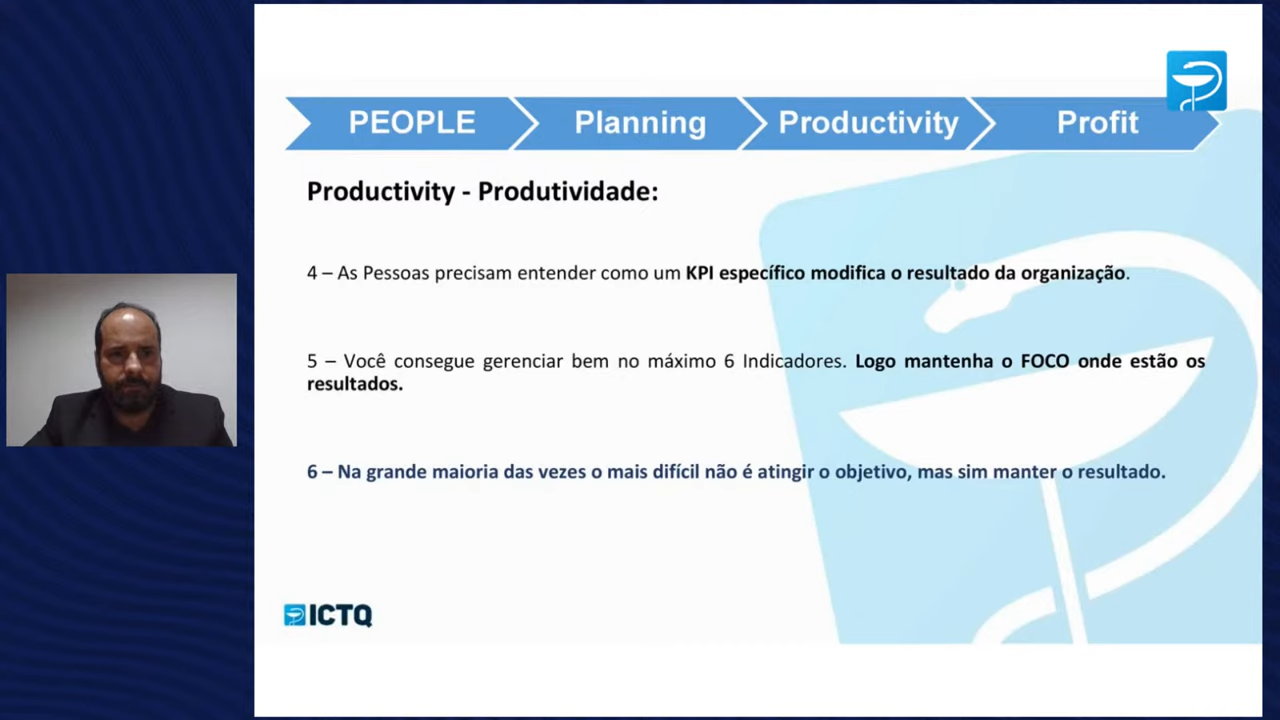 PEOPLE
Planning
Productivity
Profit
Productivity - Produtividade:
4 – As Pessoas precisam entender como um KPI específico modifica o resultado da organização.
5 – Você consegue gerenciar bem no máximo 6 Indicadores. Logo mantenha o FOCO onde estão os
resultados.
6 – Na grande maioria das vezes o mais difícil não é atingir o objetivo, mas sim manter o resultado.
ICTQ